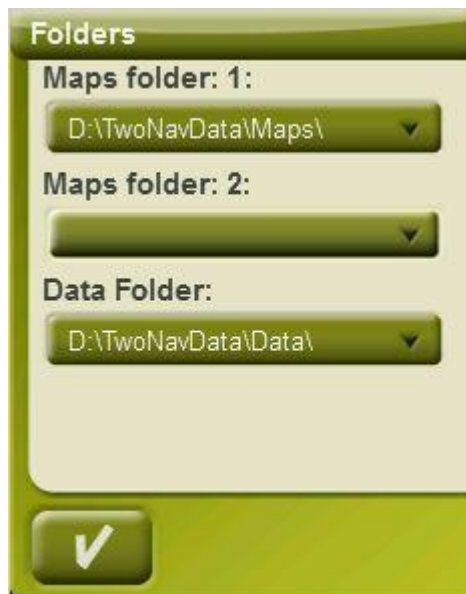 Folders
Maps folder: 1:
D:\TwoNavData\Maps\
Maps folder: 2:
Data Folder:
D:\TwoNavData\Data\